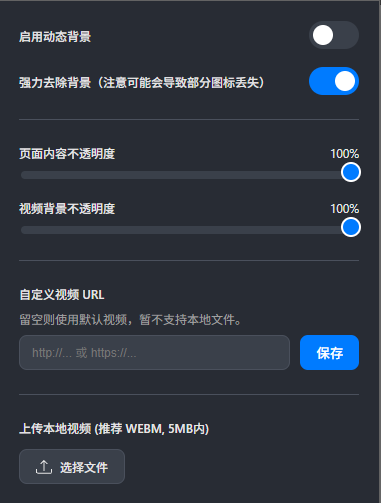 启用动态背景
强力去除背景（注意可能会导致部分图标丢失）
页面内容不透明度 100%
视频背景不透明度 100%
自定义视频 URL
留空则使用默认视频，暂不支持本地文件。
http://... 或 https://... 保存
上传本地视频 (推荐 WEBM, 5MB内)
选择文件